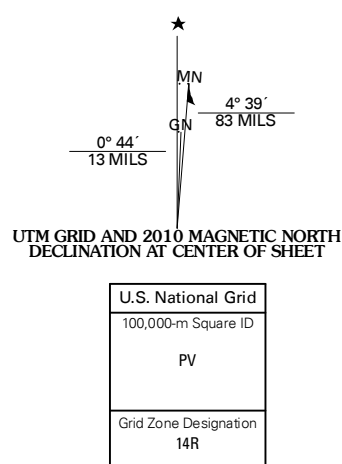 ★
MN
4° 39´
83 MILS
GN
0° 44´
13 MILS
UTM GRID AND 2010 MAGNETIC NORTH
DECLINATION AT CENTER OF SHEET
U.S. National Grid
100,000-m Square ID
PV
Grid Zone Designation
14R